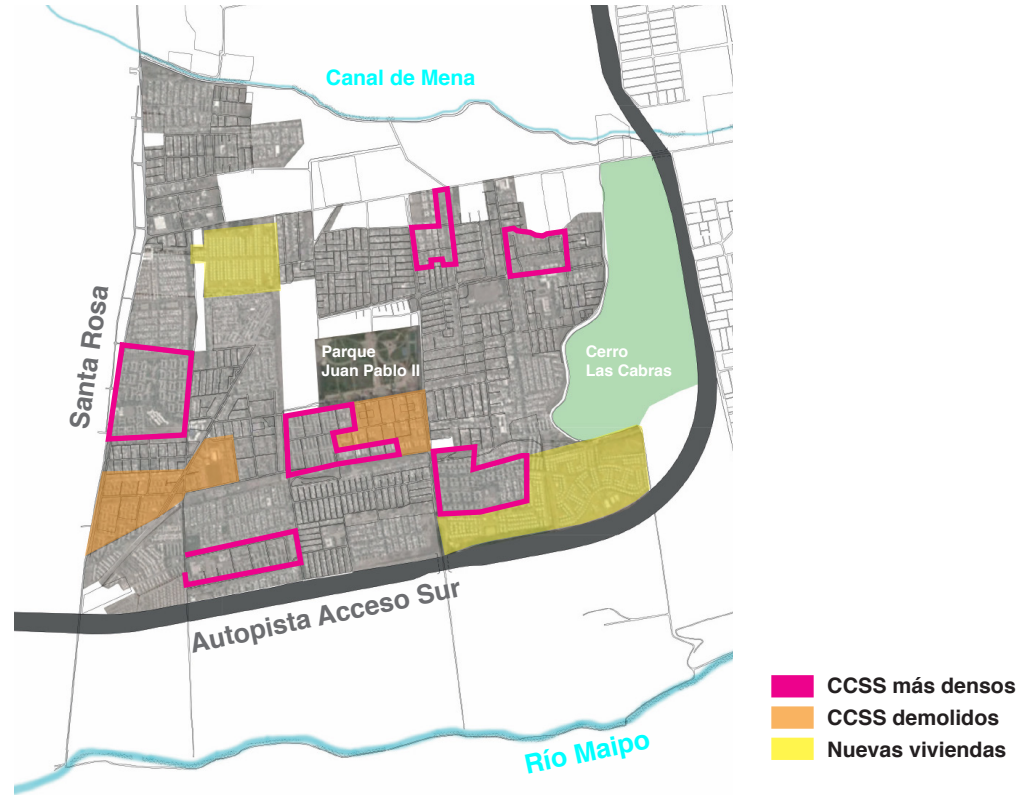 Canal de Mena
Santa Rosa
Parque
Juan Pablo II
Cerro
Las Cabras
Autopista Acceso Sur
Río Maipo
CCSS más densos
CCSS demolidos
Nuevas viviendas